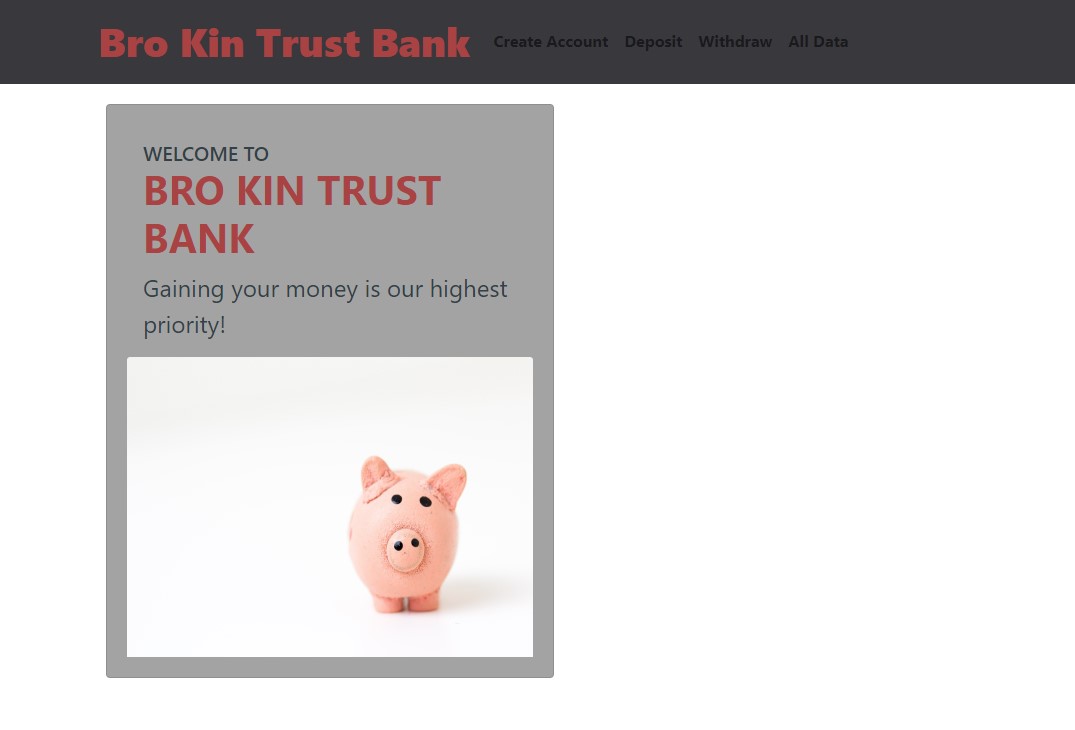 Bro Kin Trust Bank
Create Account Deposit Withdraw All Data
WELCOME TO
BRO KIN TRUST
BANK
Gaining your money is our highest
priority!